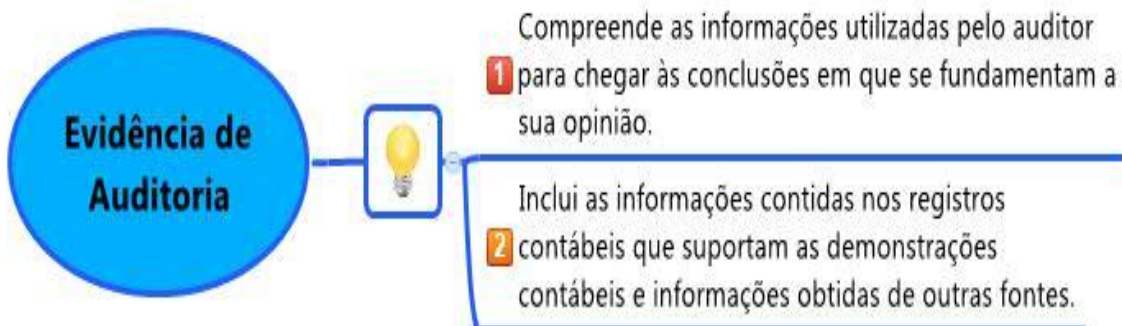 Evidência de
Auditoria
Compreende as informações utilizadas pelo auditor
1 para chegar às conclusões em que se fundamentam a
sua opinião.
Inclui as informações contidas nos registros
2 contábeis que suportam as demonstrações
contábeis e informações obtidas de outras fontes.